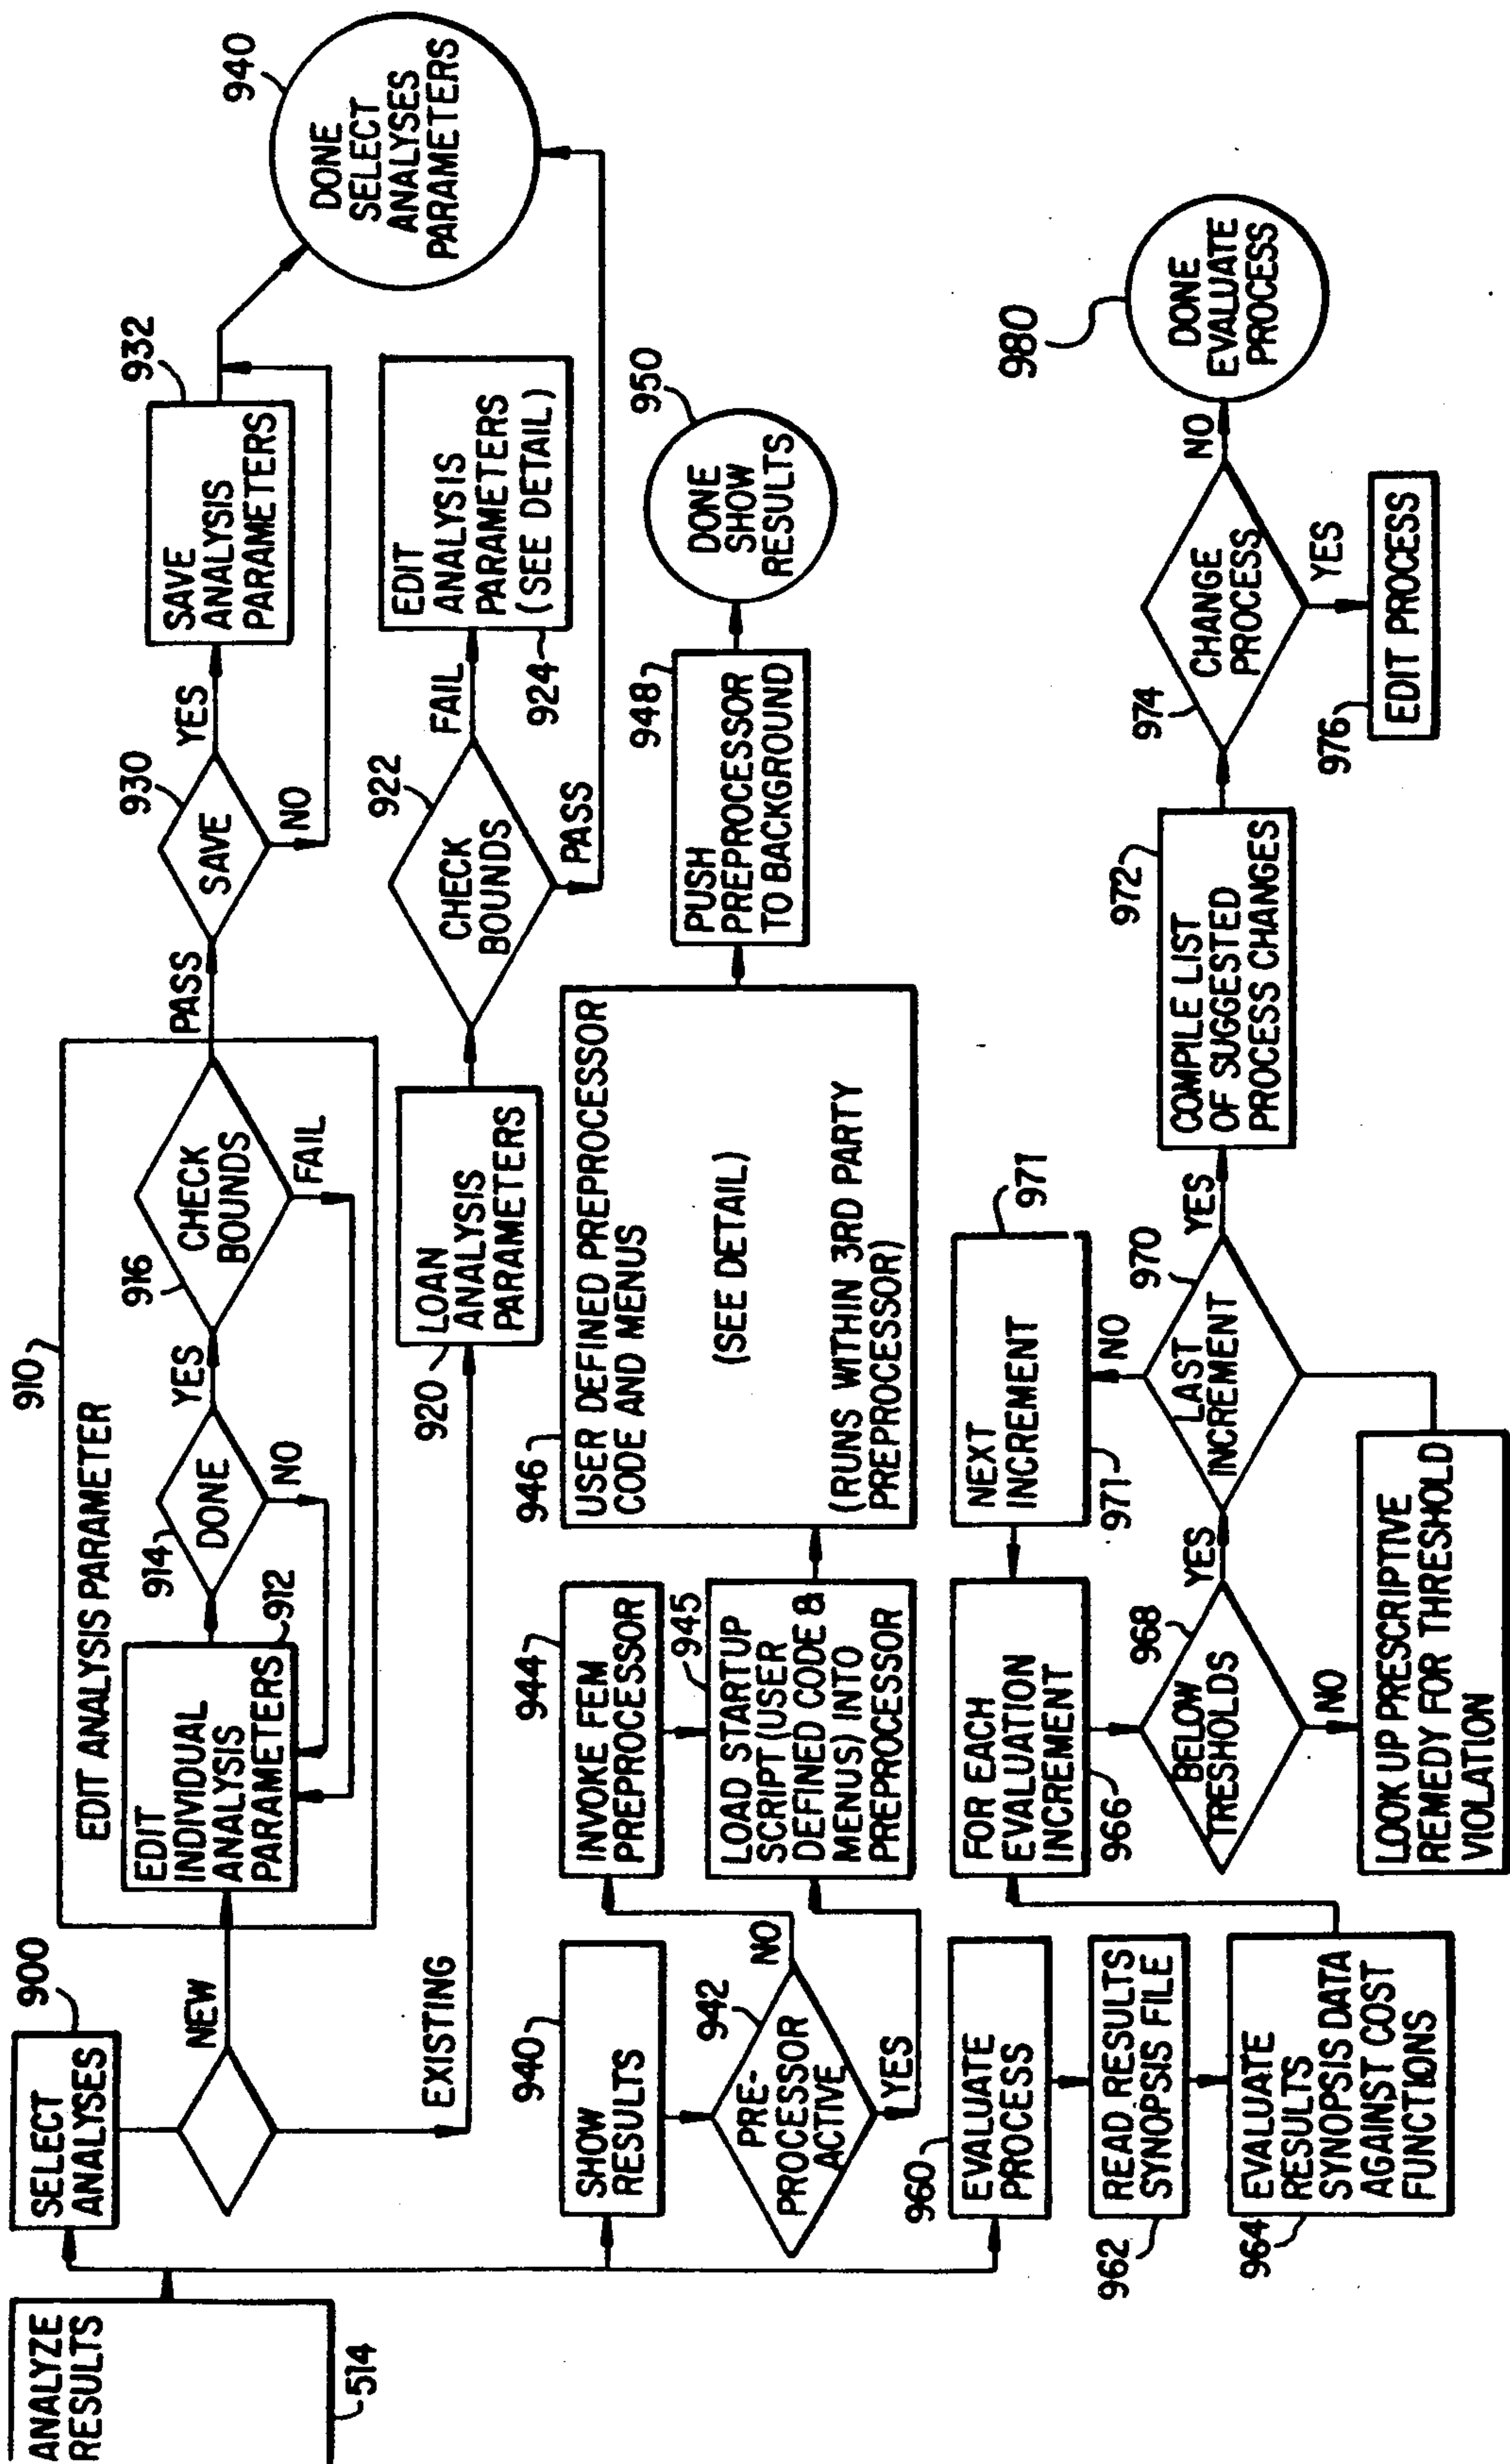 ANALYZE
RESULTS
514
SELECT
ANALYSES
900
NEW
EXISTING
910
EDIT ANALYSIS PARAMETER
EDIT
INDIVIDUAL
ANALYSIS
PARAMETERS
912
914
DONE
YES
NO
916
CHECK
BOUNDS
FAIL
PASS
930
SAVE
YES
NO
932
SAVE
ANALYSIS
PARAMETERS
940
DONE
SELECT
ANALYSES
PARAMETERS
920
LOAN
ANALYSIS
PARAMETERS
922
CHECK
BOUNDS
FAIL
PASS
924
EDIT
ANALYSIS
PARAMETERS
(SEE DETAIL)
940
SHOW
RESULTS
942
PRE-
PROCESSOR
ACTIVE
NO
YES
944
INVOKE FEM
PREPROCESSOR
945
LOAD STARTUP
SCRIPT (USER
DEFINED CODE &
MENUS) INTO
PREPROCESSOR
946
USER DEFINED PREPROCESSOR
CODE AND MENUS
(SEE DETAIL)
(RUNS WITHIN 3RD PARTY
PREPROCESSOR)
948
PUSH
PREPROCESSOR
TO BACKGROUND
950
DONE
SHOW
RESULTS
960
EVALUATE
PROCESS
962
READ RESULTS
SYNOPSIS FILE
964
EVALUATE
RESULTS
SYNOPSIS DATA
AGAINST COST
FUNCTIONS
FOR EACH
EVALUATION
INCREMENT
966
968
BELOW
TRESHOLDS
YES
NO
LOOK UP PRESCRIPTIVE
REMEDY FOR THRESHOLD
VIOLATION
971
NEXT
INCREMENT
971
970
LAST
INCREMENT
NO
YES
972
COMPILE LIST
OF SUGGESTED
PROCESS CHANGES
974
CHANGE
PROCESS
NO
YES
976
EDIT PROCESS
980
DONE
EVALUATE
PROCESS